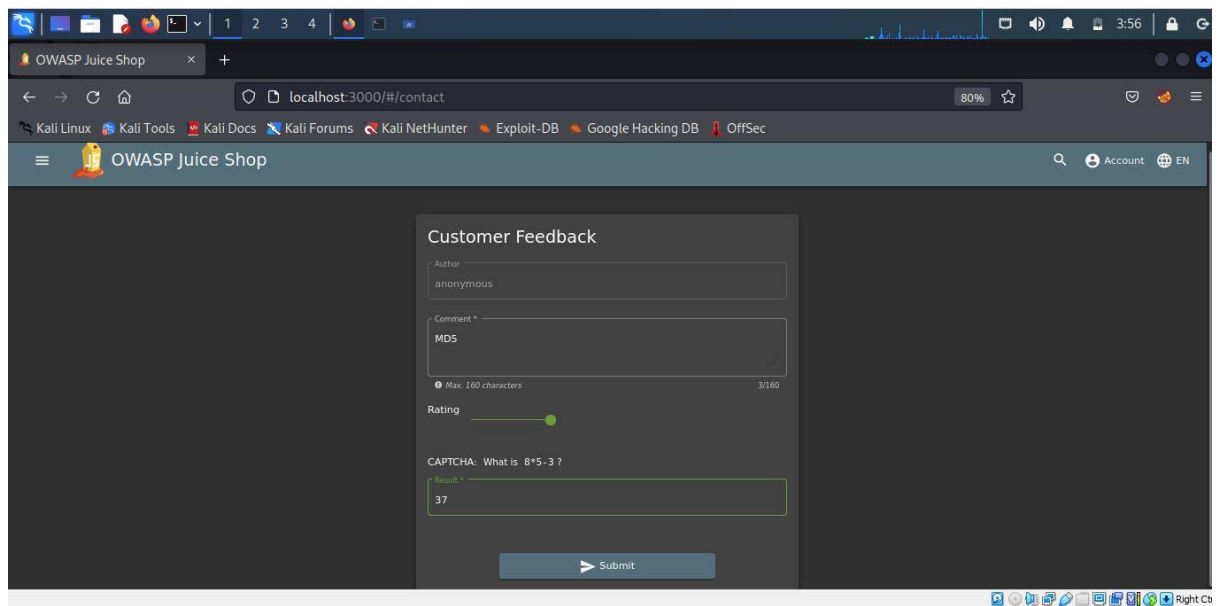 1 2 3 4 3:56
OWASP Juice Shop
localhost:3000/#/contact 80%
Kali Linux Kali Tools Kali Docs Kali Forums Kali NetHunter Exploit-DB Google Hacking DB OffSec
OWASP Juice Shop Account EN
Customer Feedback
Author
anonymous
Comment *
MD5
Max. 160 characters 3/160
Rating
CAPTCHA: What is 8*5-3 ?
Result *
37
Submit
Right Ct